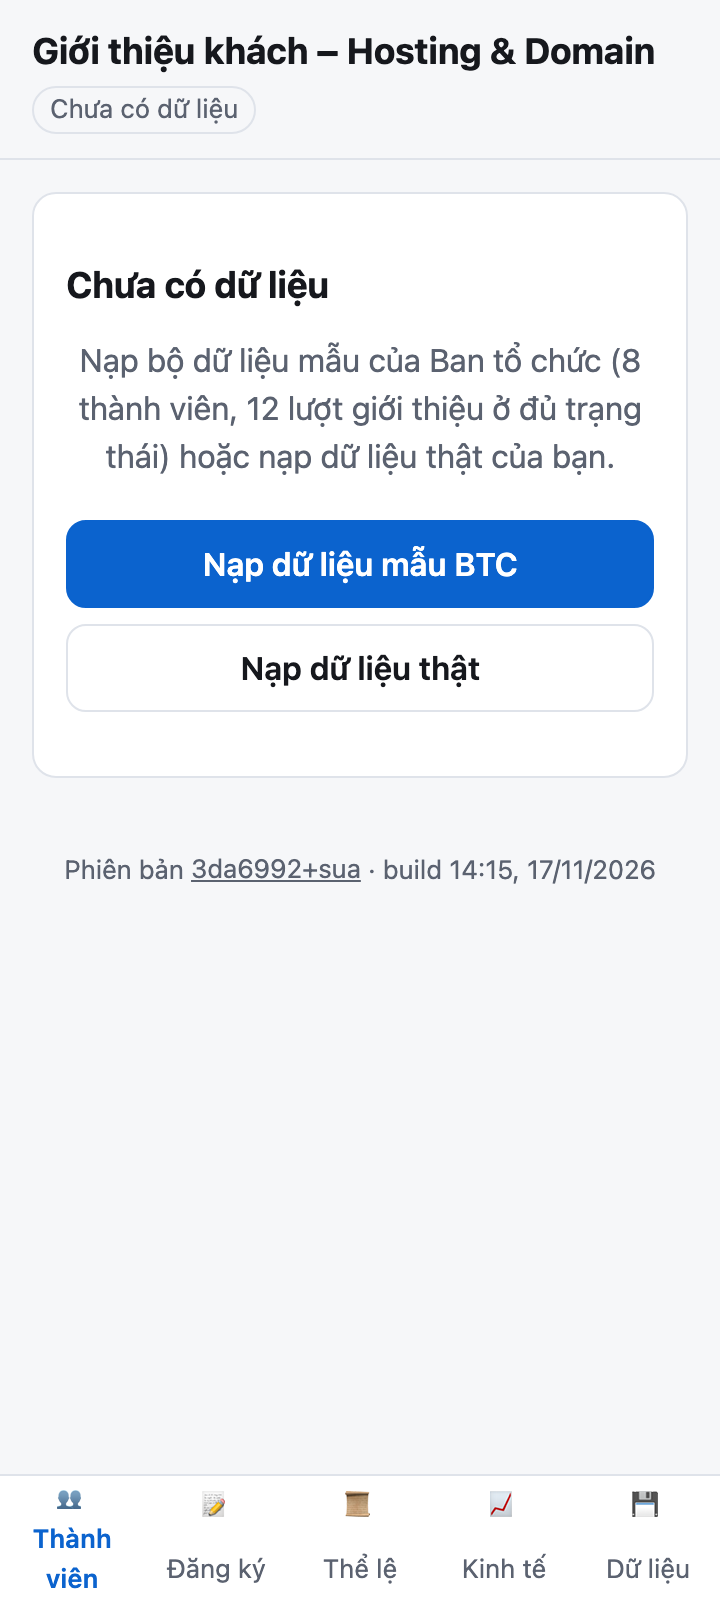 Giới thiệu khách – Hosting & Domain
Chưa có dữ liệu
Chưa có dữ liệu
Nạp bộ dữ liệu mẫu của Ban tổ chức (8
thành viên, 12 lượt giới thiệu ở đủ trạng
thái) hoặc nạp dữ liệu thật của bạn.
Nạp dữ liệu mẫu BTC
Nạp dữ liệu thật
Phiên bản 3da6992+sua · build 14:15, 17/11/2026
Thành
viên
Đăng ký
Thể lệ
Kinh tế
Dữ liệu